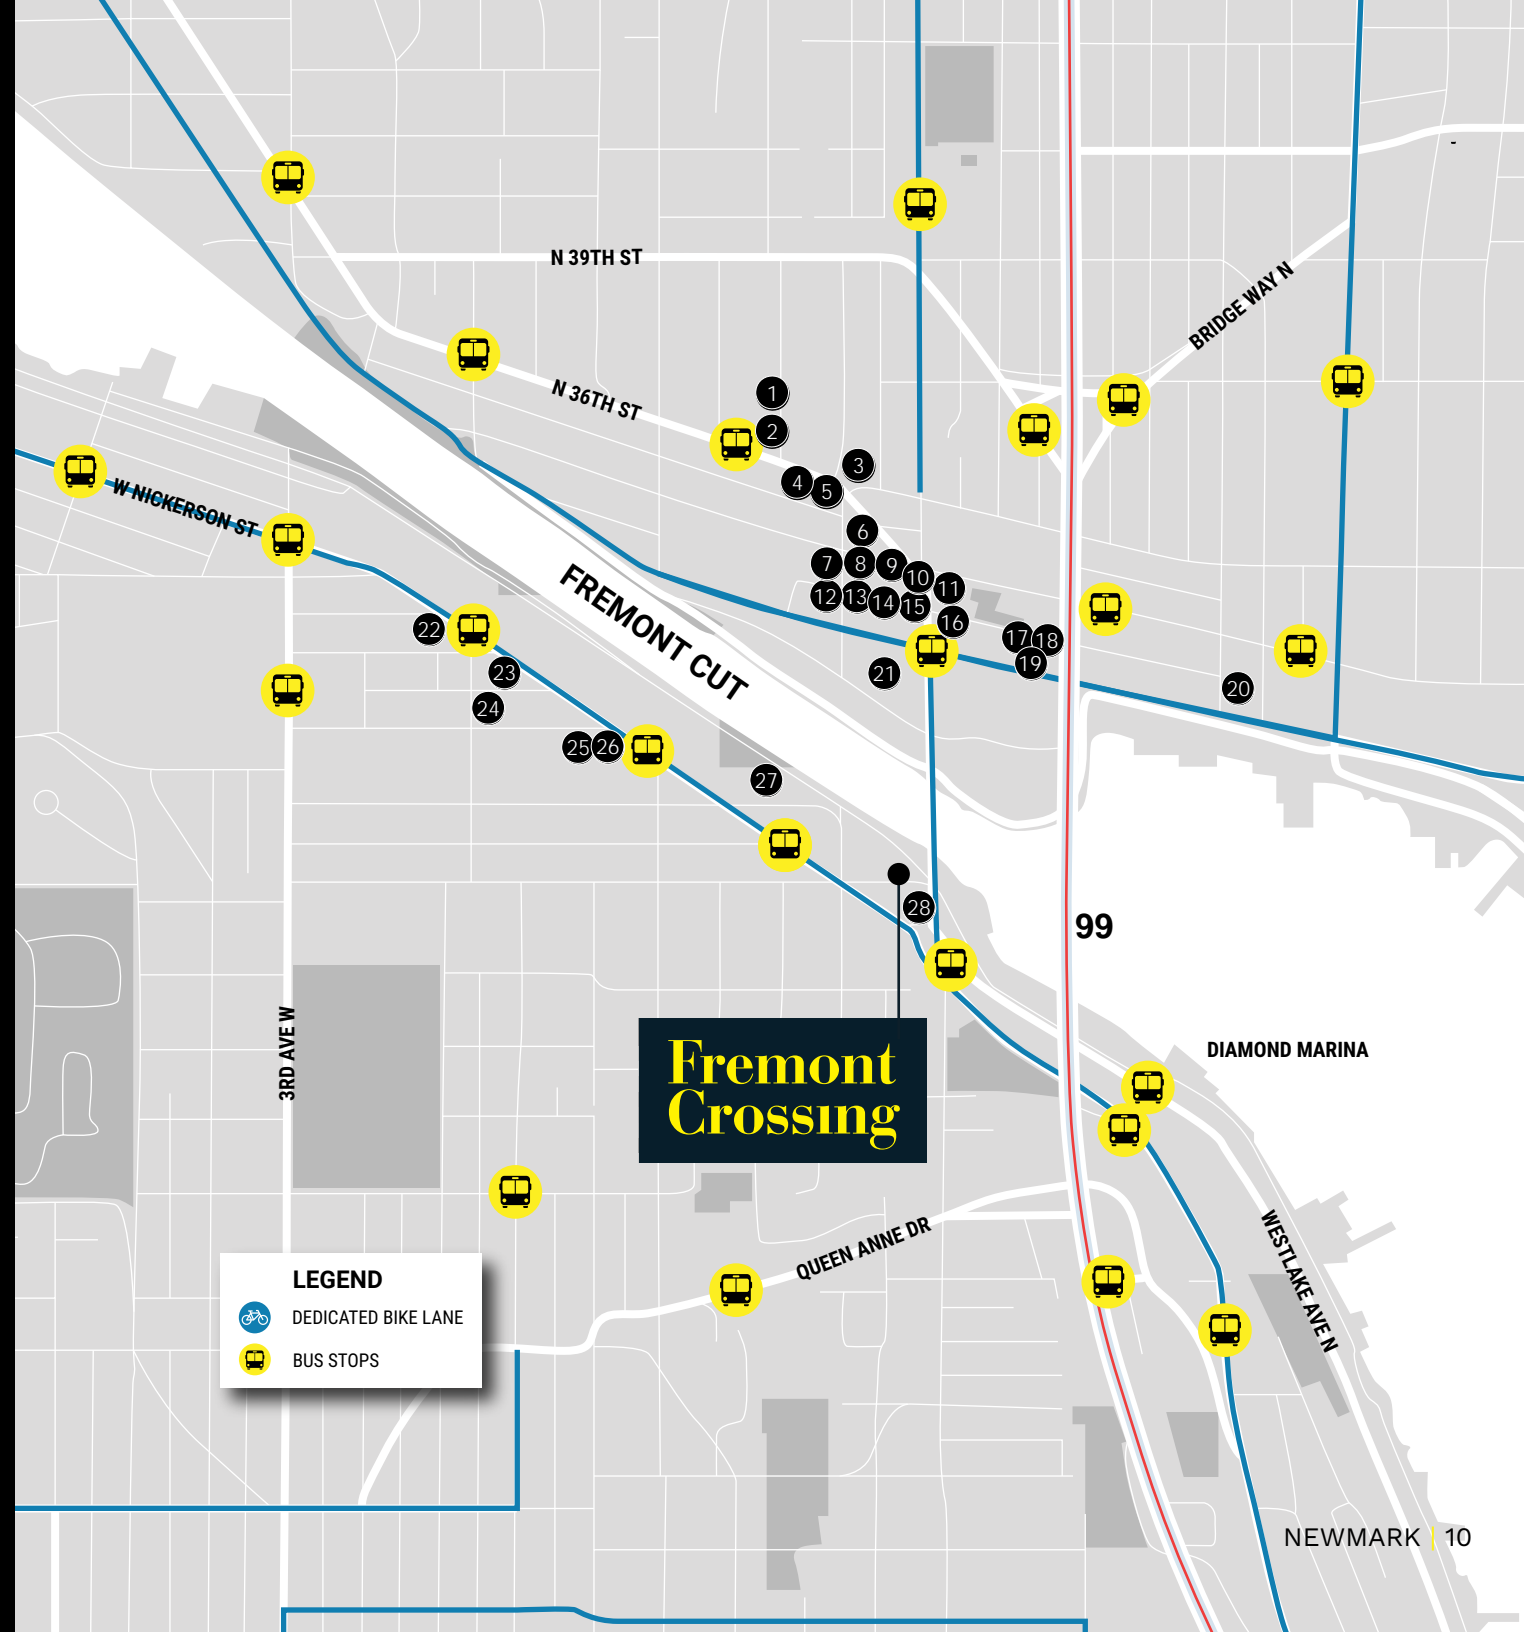 N 39TH ST
BRIDGE WAY N
N 36TH ST
1
2
3
4
5
6
7
8
9
10
11
12
13
14
15
16
17
18
19
20
21
W NICKERSON ST
FREMONT CUT
22
23
24
25
26
27
28
99
3RD AVE W
Fremont
Crossing
DIAMOND MARINA
QUEEN ANNE DR
WESTLAKE AVE N
LEGEND
DEDICATED BIKE LANE
BUS STOPS
NEWMARK | 10